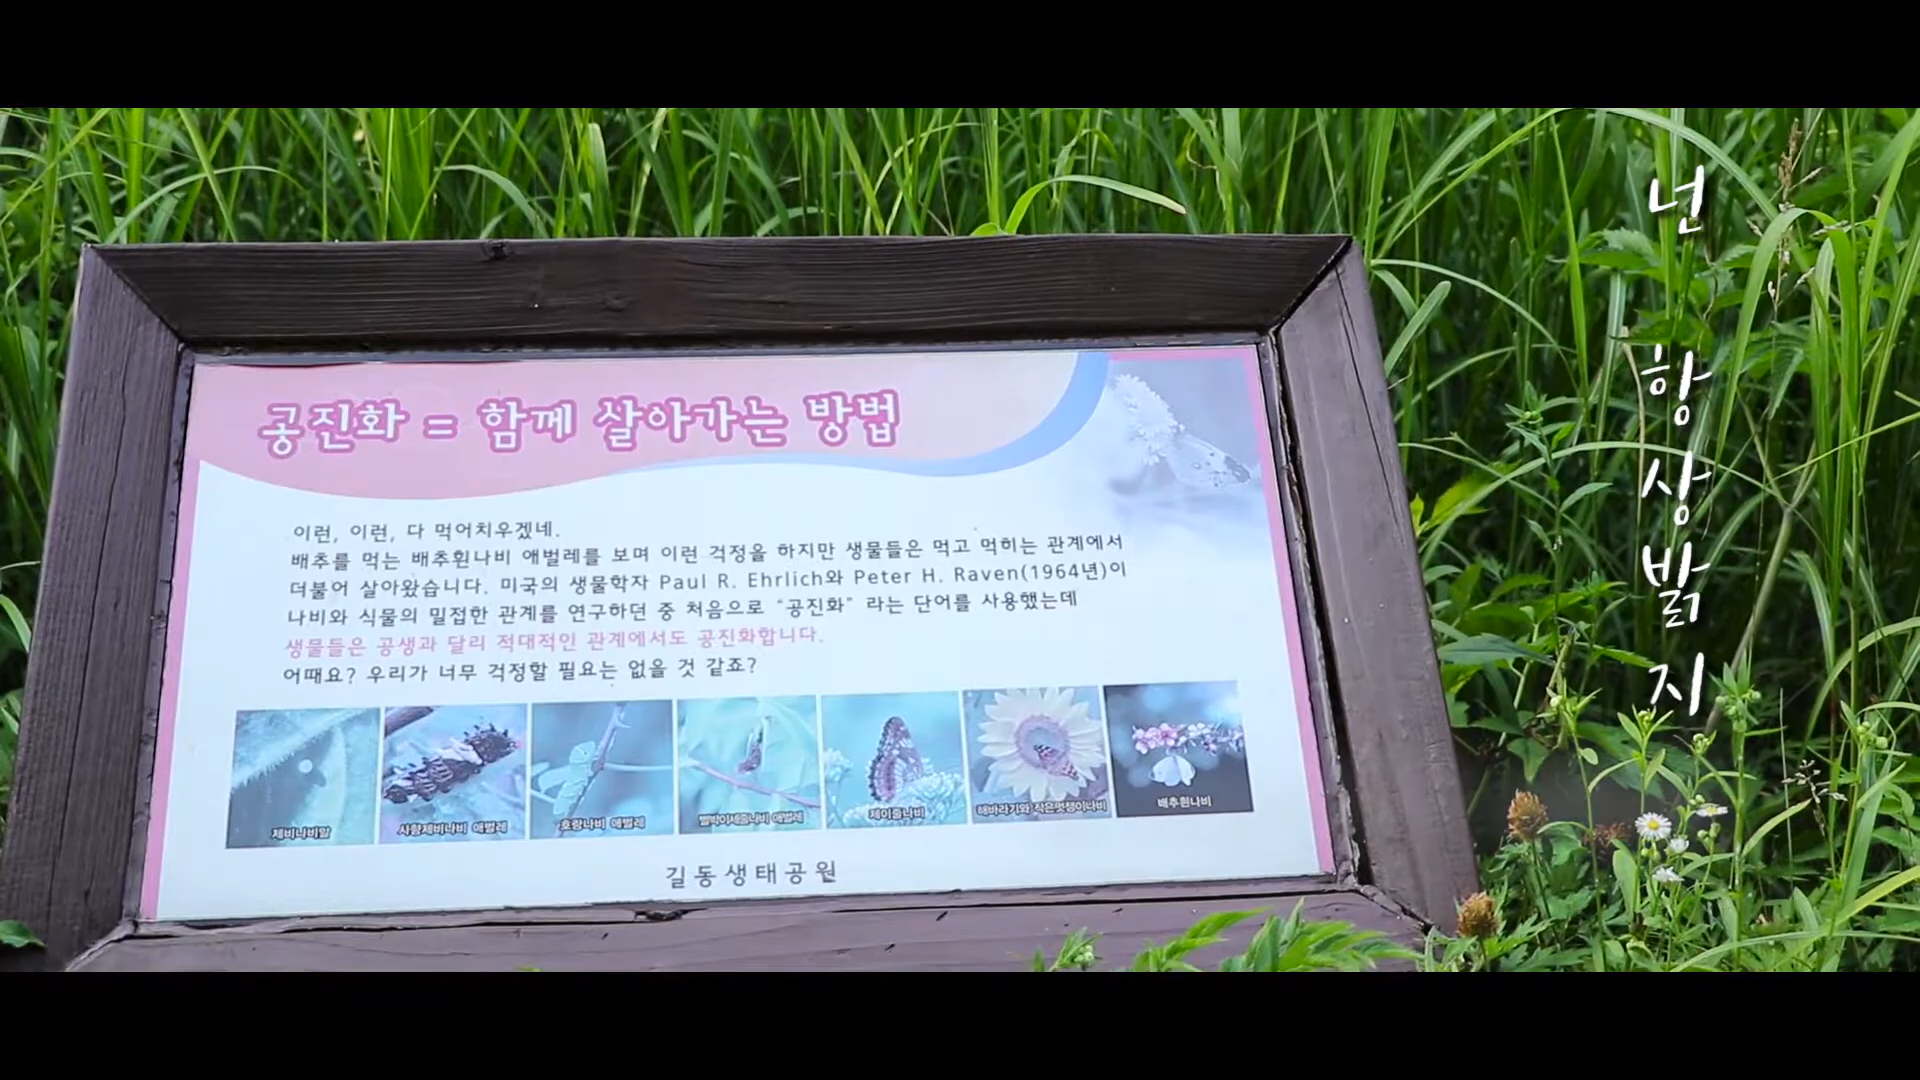 공진화 = 함께 살아가는 방법
이런, 이런, 다 먹어치우겠네.
배추를 먹는 배추흰나비 애벌레를 보며 이런 걱정을 하지만 생물들은 먹고 먹히는 관계에서
더불어 살아왔습니다. 미국의 생물학자 Paul R. Ehrlich와 Peter H. Raven(1964년)이
나비와 식물의 밀접한 관계를 연구하던 중 처음으로 "공진화" 라는 단어를 사용했는데
생물들은 공생과 달리 적대적인 관계에서도 공진화합니다.
어때요? 우리가 너무 걱정할 필요는 없을 것 같죠?
제비나비알
사향제비나비 애벌레
호랑나비 애벌레
별박이세줄나비 애벌레
제이줄나비
해바라기와 작은멋쟁이나비
배추흰나비
길동생태공원
넌
항상밝지